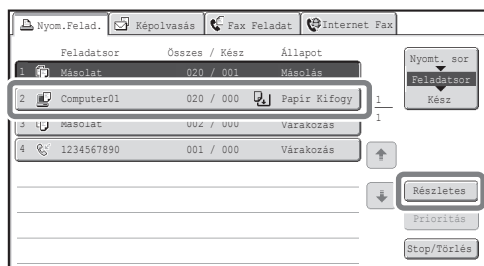 Nyom.Felad. Képolvasás Fax Feladat Internet Fax
Feladatsor Összes / Kész Állapot
1 Másolat 020 / 001 Másolás
2 Computer01 020 / 000 Papír Kifogy
3 Másolat 002 / 000 Várakozás
4 1234567890 001 / 000 Várakozás
1
1
Nyomt. sor
Feladatsor
Kész
Részletes
Prioritás
Stop/Törlés